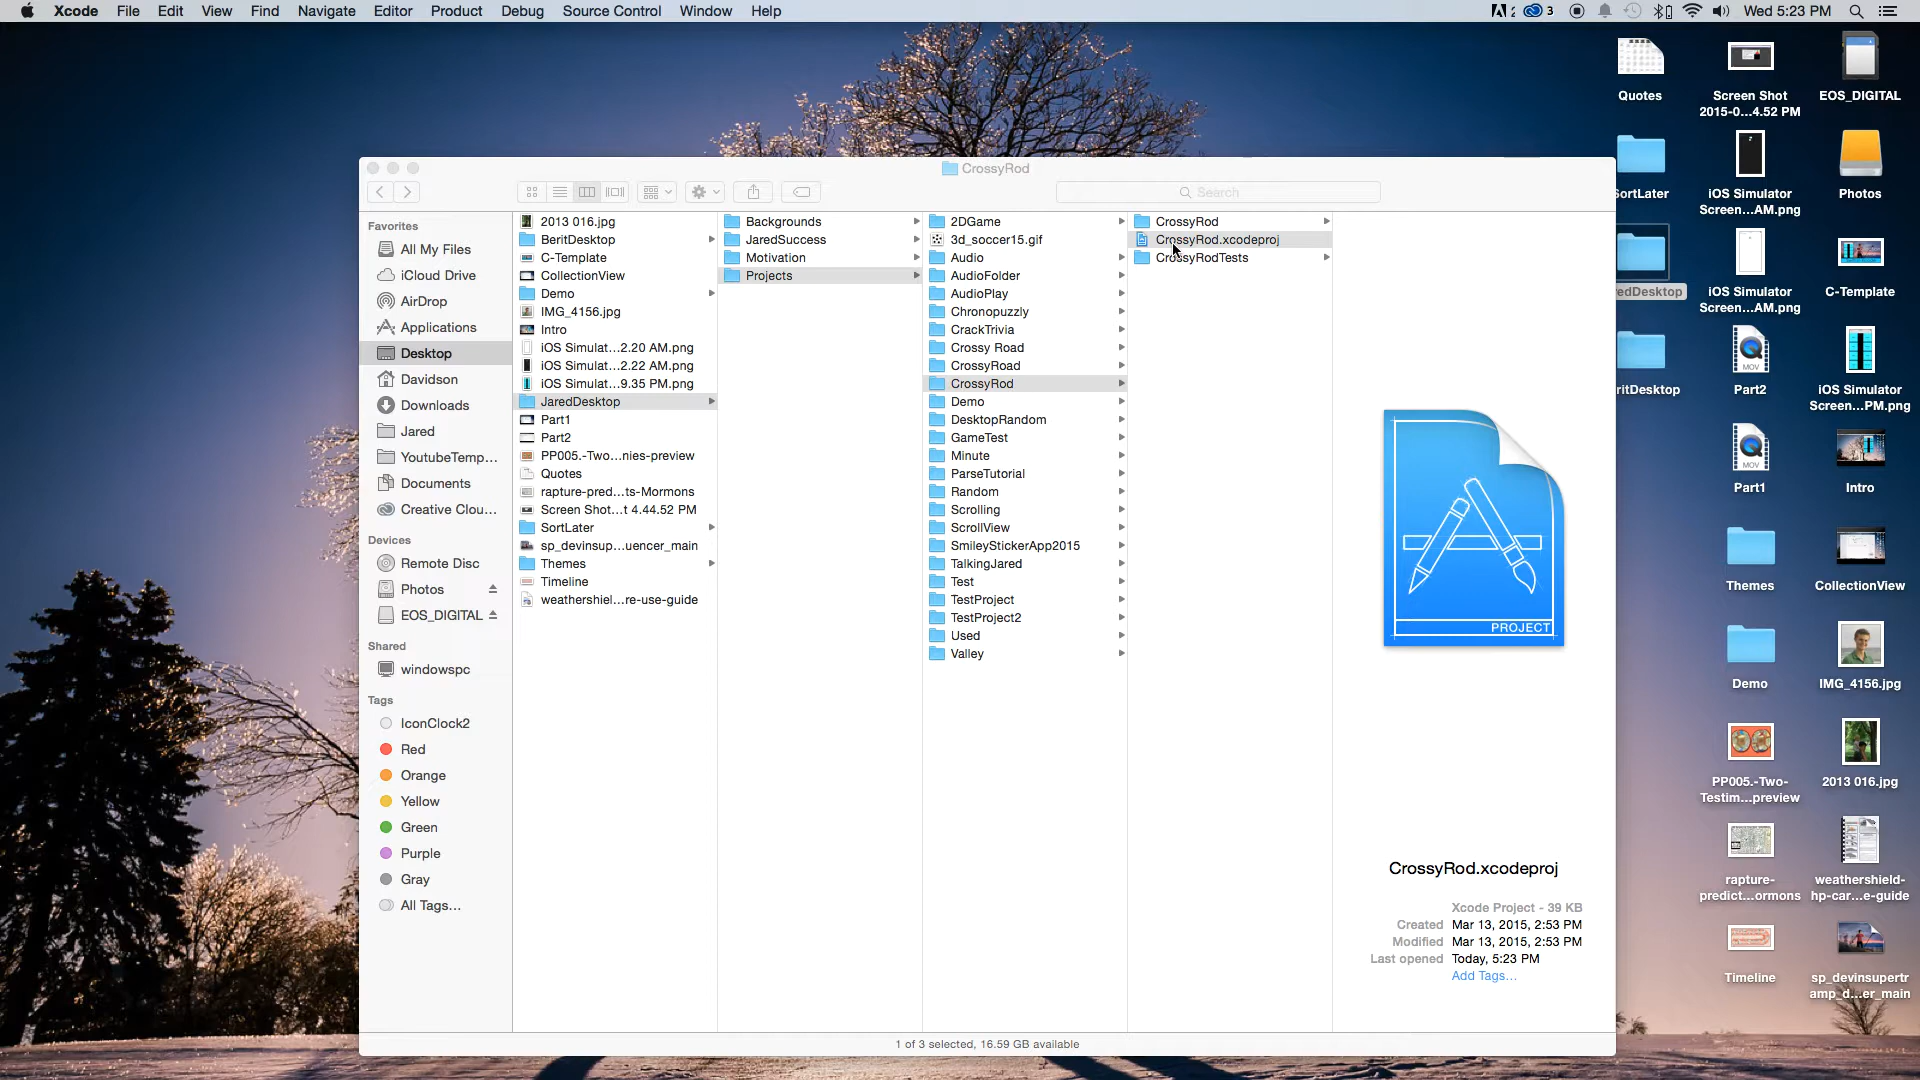 Xcode File Edit View Find Navigate Editor Product Debug Source Control Window Help
3 Wed 5:23 PM
CrossyRod
Search
Favorites
All My Files
iCloud Drive
AirDrop
Applications
Desktop
Davidson
Downloads
Jared
YoutubeTemp...
Documents
Creative Clou...
Devices
Remote Disc
Photos
EOS_DIGITAL
Shared
windowspc
Tags
IconClock2
Red
Orange
Yellow
Green
Purple
Gray
All Tags...
2013 016.jpg
BeritDesktop
C-Template
CollectionView
Demo
IMG_4156.jpg
Intro
iOS Simulat...2.20 AM.png
iOS Simulat...2.22 AM.png
iOS Simulat...9.35 PM.png
JaredDesktop
Part1
Part2
PP005.-Two...nies-preview
Quotes
rapture-pred...ts-Mormons
Screen Shot...t 4.44.52 PM
SortLater
sp_devinsup...uencer_main
Themes
Timeline
weathershiel...re-use-guide
Backgrounds
JaredSuccess
Motivation
Projects
2DGame
3d_soccer15.gif
Audio
AudioFolder
AudioPlay
Chronopuzzly
CrackTrivia
Crossy Road
CrossyRoad
CrossyRod
Demo
DesktopRandom
GameTest
Minute
ParseTutorial
Random
Scrolling
ScrollView
SmileyStickerApp2015
TalkingJared
Test
TestProject
TestProject2
Used
Valley
CrossyRod
CrossyRod.xcodeproj
CrossyRodTests
PROJECT
CrossyRod.xcodeproj
Xcode Project - 39 KB
Created Mar 13, 2015, 2:53 PM
Modified Mar 13, 2015, 2:53 PM
Last opened Today, 5:23 PM
Add Tags...
1 of 3 selected, 16.59 GB available
Quotes
SortLater
redDesktop
ritDesktop
Screen Shot
2015-0...4.52 PM
iOS Simulator
Screen...AM.png
iOS Simulator
Screen...AM.png
MOV
Part2
MOV
Part1
Themes
Demo
PP005.-Two-
Testim...preview
rapture-
predict...ormons
Timeline
EOS_DIGITAL
Photos
C-Template
iOS Simulator
Screen...PM.png
Intro
CollectionView
IMG_4156.jpg
2013 016.jpg
weathershield-
hp-car...e-guide
sp_devinsupertr
amp_d...er_main